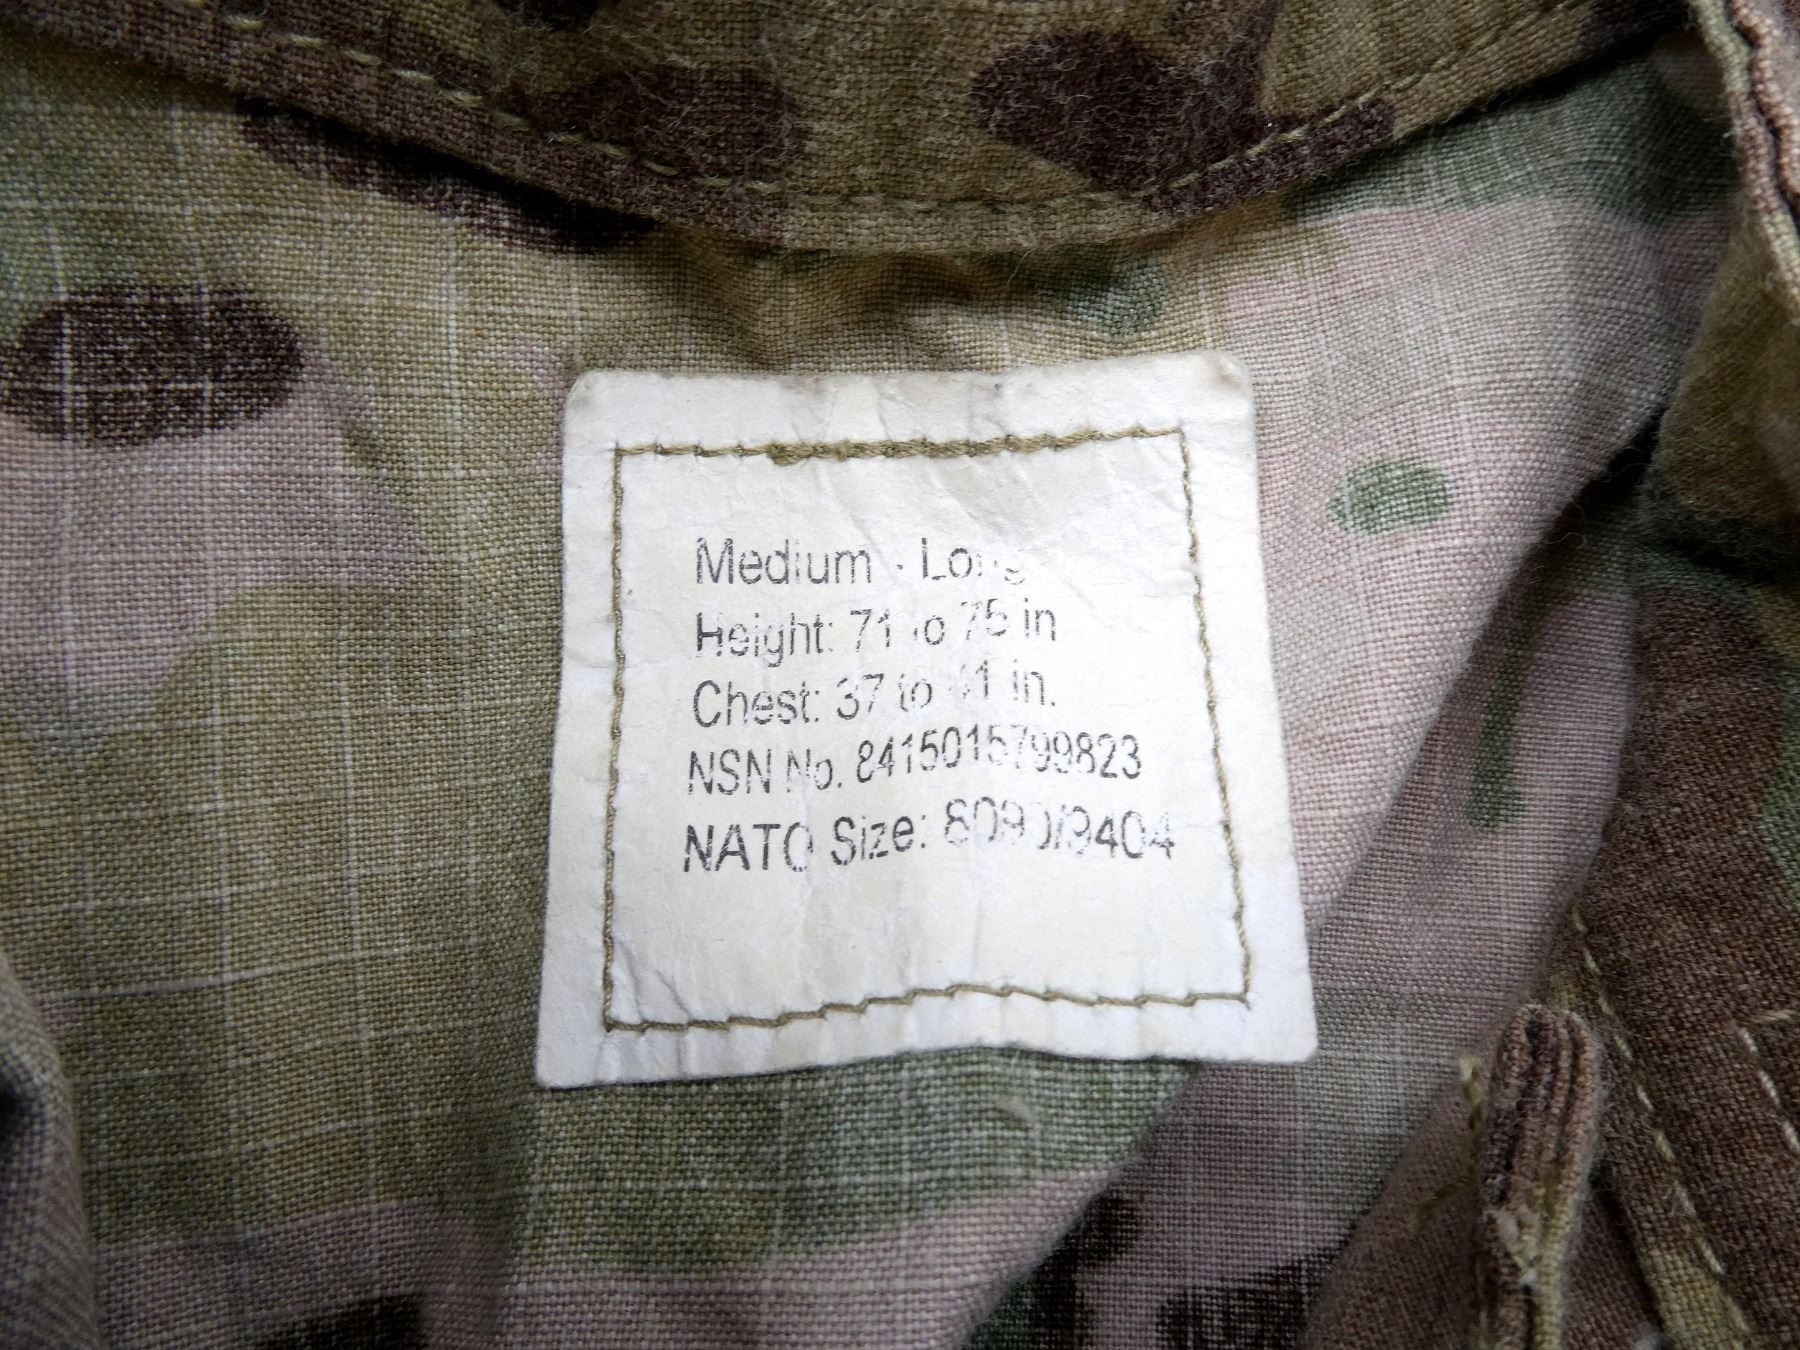 Medium - Long
Height: 71 to 75 in
Chest: 37 to 41 in.
NSN No. 8415015799823
NATO Size: 8090/9404